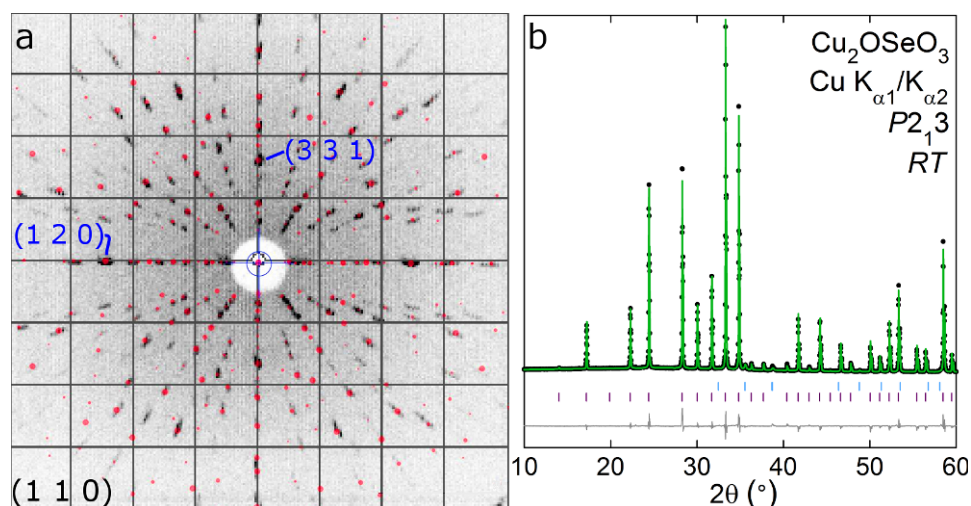 a
(3 3 1)
(1 2 0)
(1 1 0)
b
Cu₂OSeO₃
Cu Kα1/Kα2
P2₁3
RT
10 20 30 40 50 60
2θ (°)